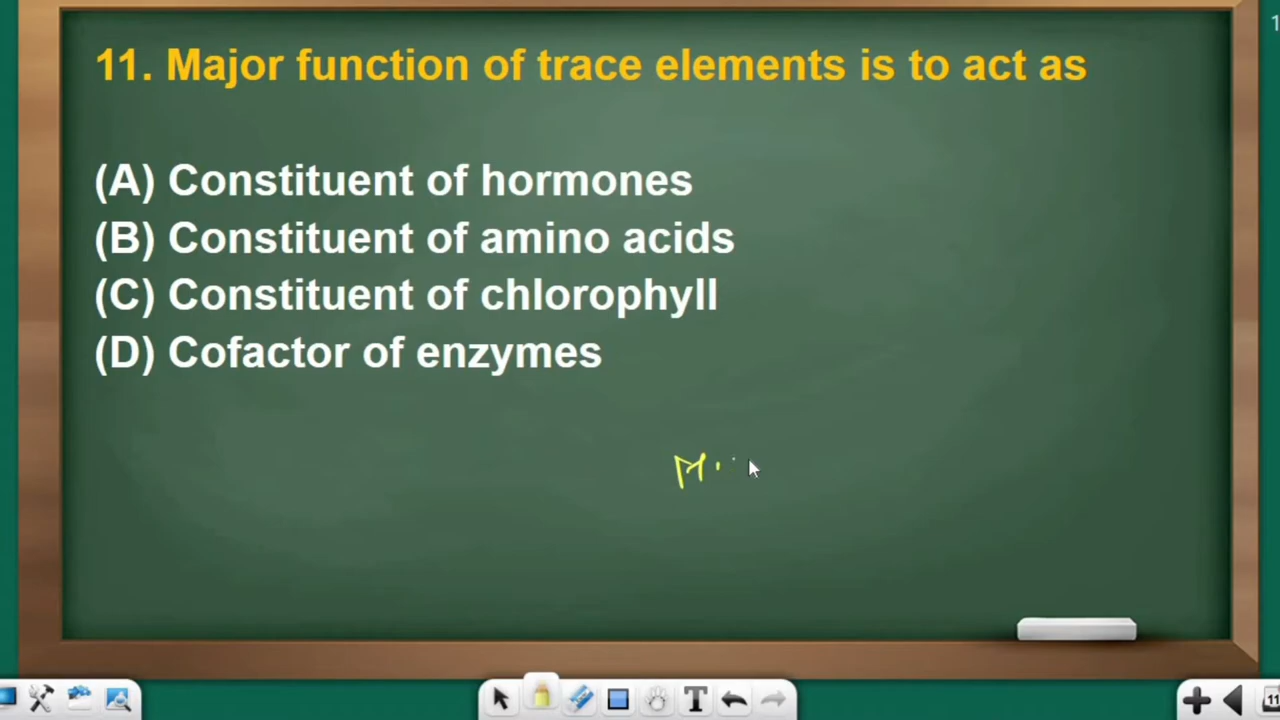 11. Major function of trace elements is to act as
(A) Constituent of hormones
(B) Constituent of amino acids
(C) Constituent of chlorophyll
(D) Cofactor of enzymes
T
11